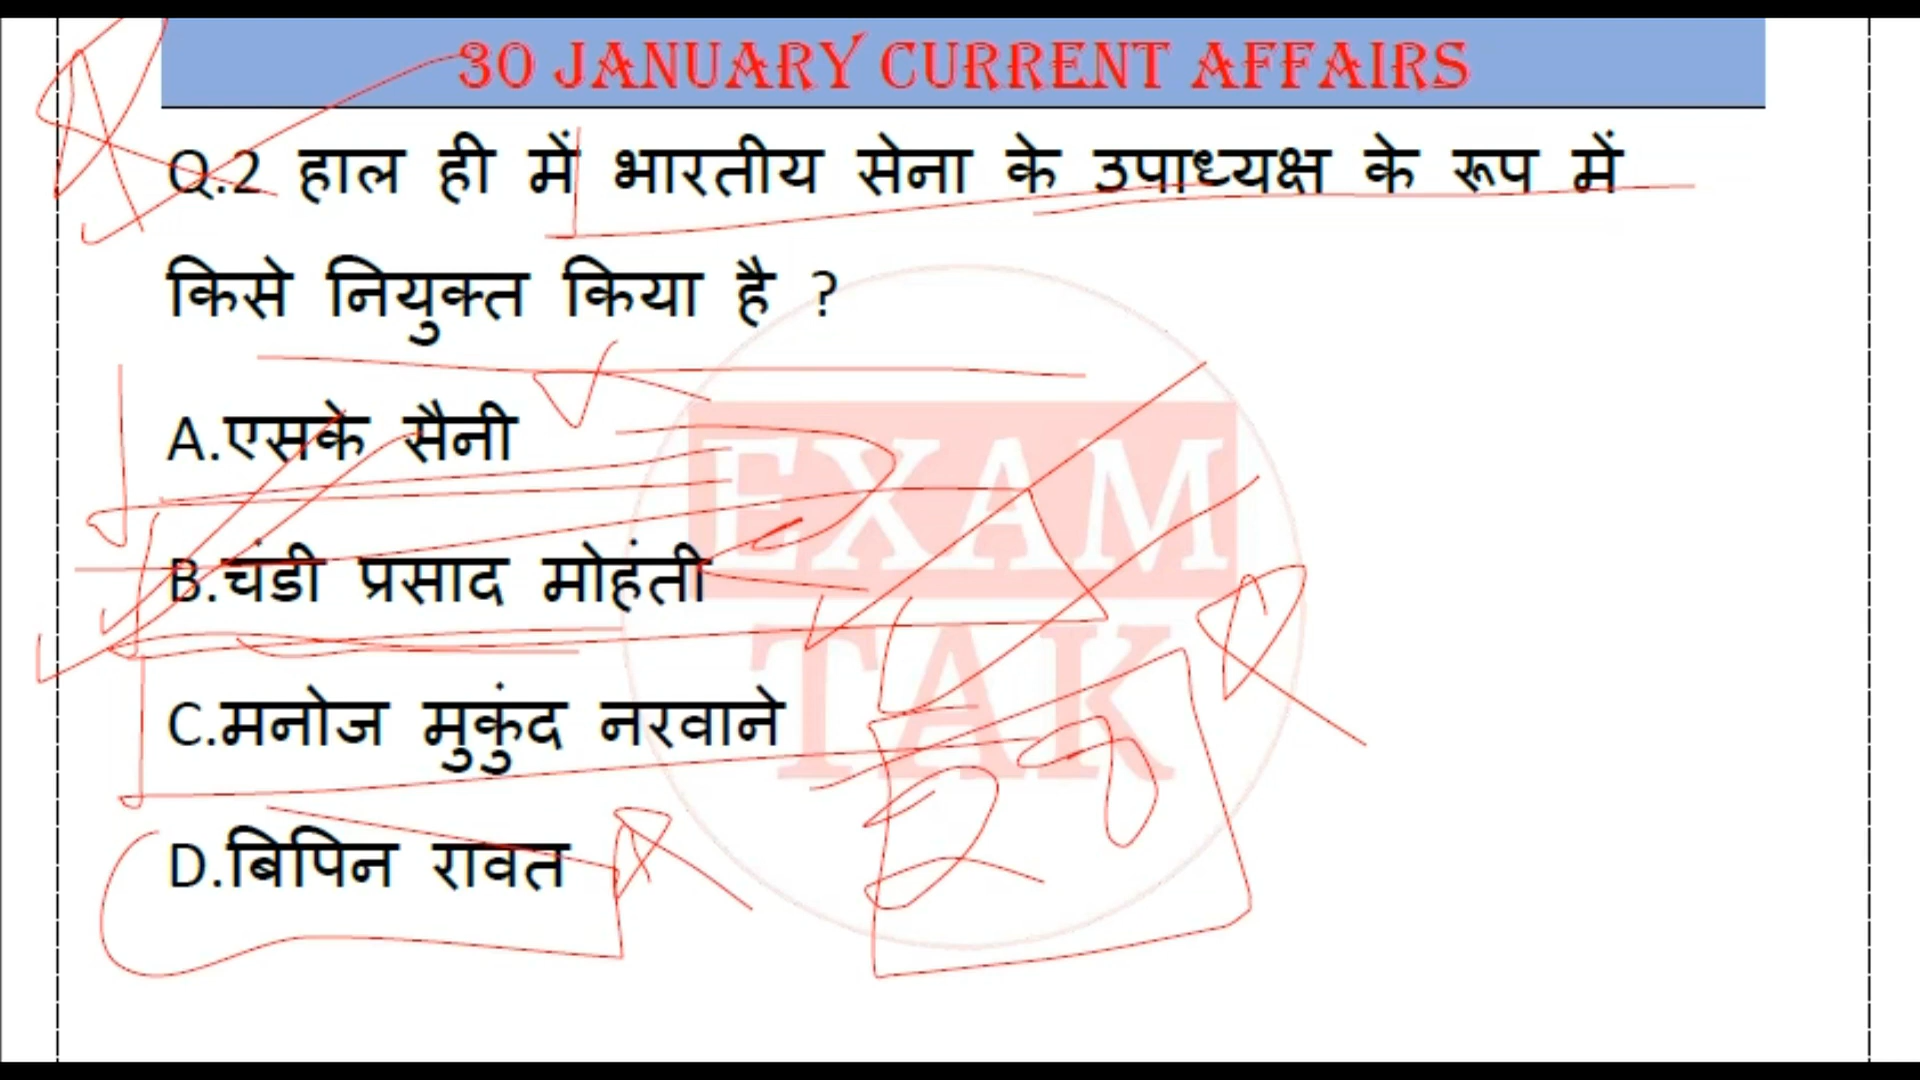 30 JANUARY CURRENT AFFAIRS
Q.2 हाल ही में भारतीय सेना के उपाध्यक्ष के रूप में
किसे नियुक्त किया है ?
A.एसके सैनी
B.चंडी प्रसाद मोहंती
C.मनोज मुकुंद नरवाने
D.बिपिन रावत
EXAM
TAK